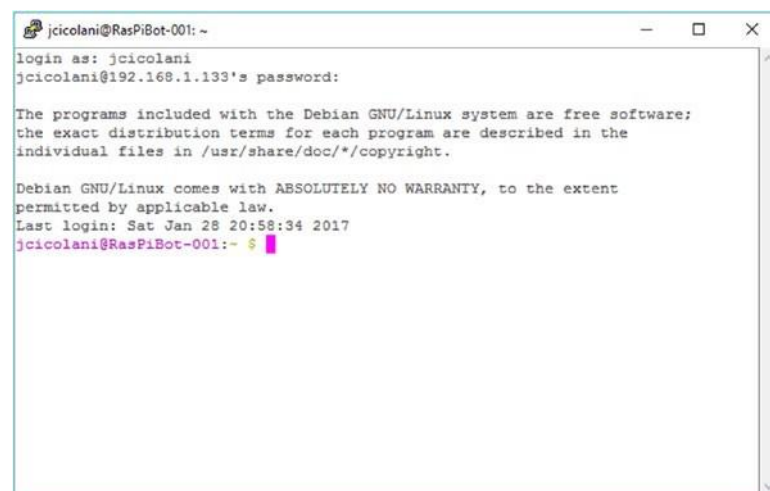 jcicolani@RasPiBot-001: ~
login as: jcicolani
jcicolani@192.168.1.133's password:
The programs included with the Debian GNU/Linux system are free software;
the exact distribution terms for each program are described in the
individual files in /usr/share/doc/*/copyright.
Debian GNU/Linux comes with ABSOLUTELY NO WARRANTY, to the extent
permitted by applicable law.
Last login: Sat Jan 28 20:58:34 2017
jcicolani@RasPiBot-001:~ $